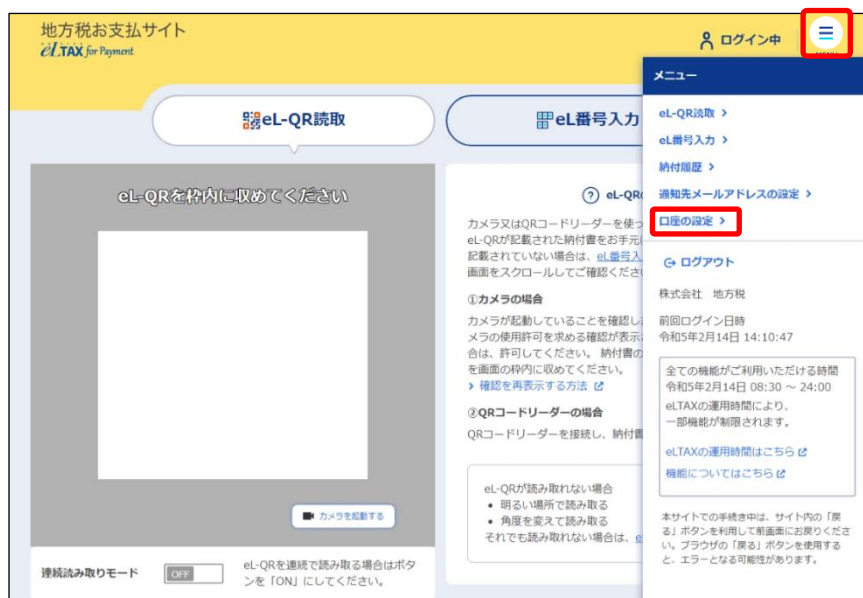 地方税お支払サイト
eLTAX for Payment
ログイン中
メニュー
eL-QR読取
eL番号入力
eL-QR読取
eL番号入力
納付履歴
通知先メールアドレスの設定
口座の設定
ログアウト
株式会社 地方税
前回ログイン日時
令和5年2月14日 14:10:47
全ての機能がご利用いただける時間
令和5年2月14日 08:30 ～ 24:00
eLTAXの運用時間により、
一部機能が制限されます。
eLTAXの運用時間はこちら
機能についてはこちら
本サイトでの手続き中は、サイト内の「戻
る」ボタンを利用して前画面にお戻りくださ
い。ブラウザの「戻る」ボタンを使用する
と、エラーとなる可能性があります。
eL-QRを枠内に収めてください
カメラを起動する
連続読み取りモード
OFF
eL-QRを連続で読み取る場合はボタ
ンを「ON」にしてください。
? eL-QR
カメラ又はQRコードリーダーを使っ
eL-QRが記載された納付書をお手元
記載されていない場合は、eL番号入
画面をスクロールしてご確認くださ
①カメラの場合
カメラが起動していることを確認し
メラの使用許可を求める確認が表示
合は、許可してください。 納付書の
を画面の枠内に収めてください。
確認を再表示する方法
②QRコードリーダーの場合
QRコードリーダーを接続し、納付書
eL-QRが読み取れない場合
• 明るい場所で読み取る
• 角度を変えて読み取る
それでも読み取れない場合は、e